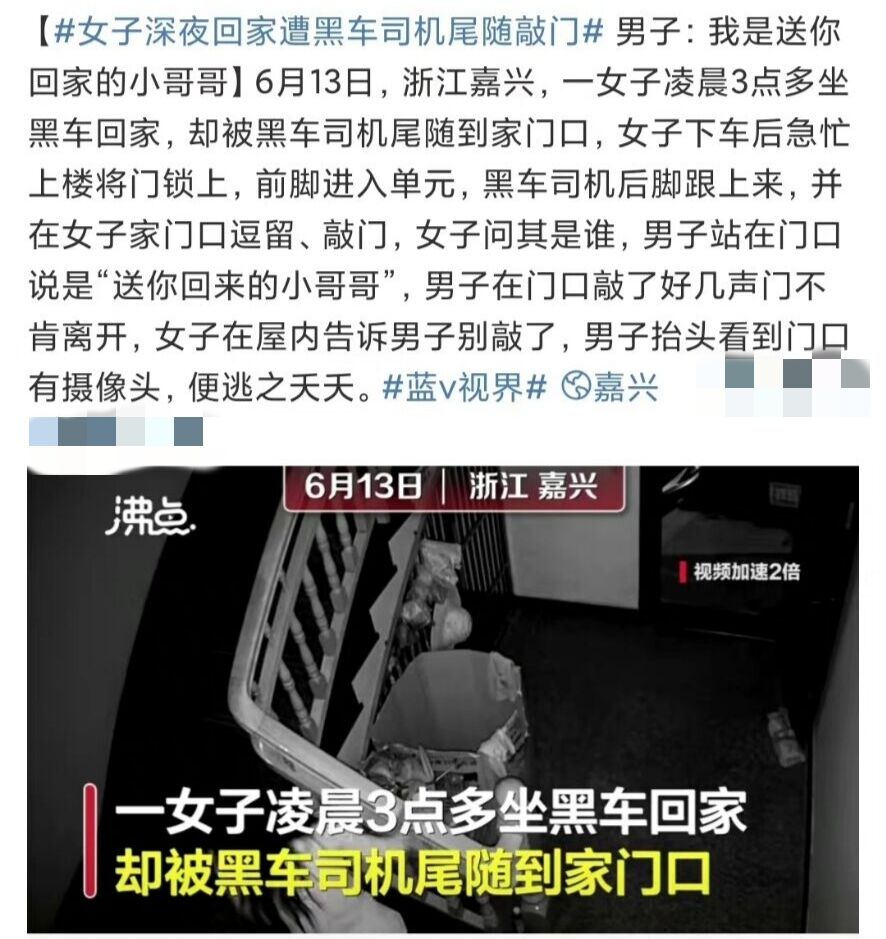 【#女子深夜回家遭黑车司机尾随敲门# 男子：我是送你
回家的小哥哥】6月13日，浙江嘉兴，一女子凌晨3点多坐
黑车回家，却被黑车司机尾随到家门口，女子下车后急忙
上楼将门锁上，前脚进入单元，黑车司机后脚跟上来，并
在女子家门口逗留、敲门，女子问其是谁，男子站在门口
说是“送你回来的小哥哥”，男子在门口敲了好几声门不
肯离开，女子在屋内告诉男子别敲了，男子抬头看到门口
有摄像头，便逃之夭夭。#蓝v视界# 嘉兴
6月13日｜浙江 嘉兴
沸点
视频加速2倍
一女子凌晨3点多坐黑车回家
却被黑车司机尾随到家门口